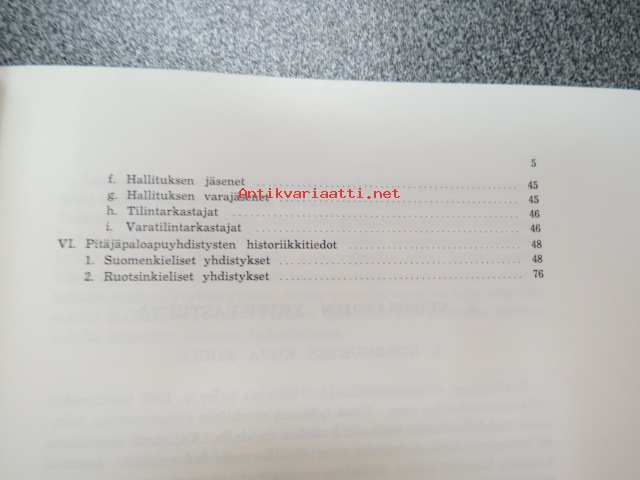 5
f. Hallituksen jäsenet 45
g. Hallituksen varajäsenet 45
Antikvariaatti.net
h. Tilintarkastajat 46
i. Varatilintarkastajat 46
VI. Pitäjäpaloapuyhdistysten historiikkitiedot 48
1. Suomenkieliset yhdistykset 48
2. Ruotsinkieliset yhdistykset 76